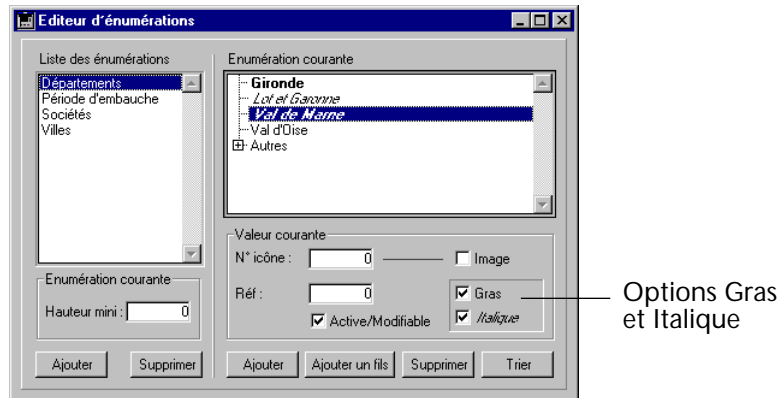 Editeur d'énumérations
Liste des énumérations
Départements
Période d'embauche
Sociétés
Villes
Enumération courante
Hauteur mini : 0
Ajouter
Supprimer
Enumération courante
Gironde
Lot et Garonne
Val de Marne
Val d'Oise
Autres
Valeur courante
N° icône : 0
Image
Réf : 0
Gras
Active/Modifiable
Italique
Ajouter
Ajouter un fils
Supprimer
Trier
Options Gras
et Italique